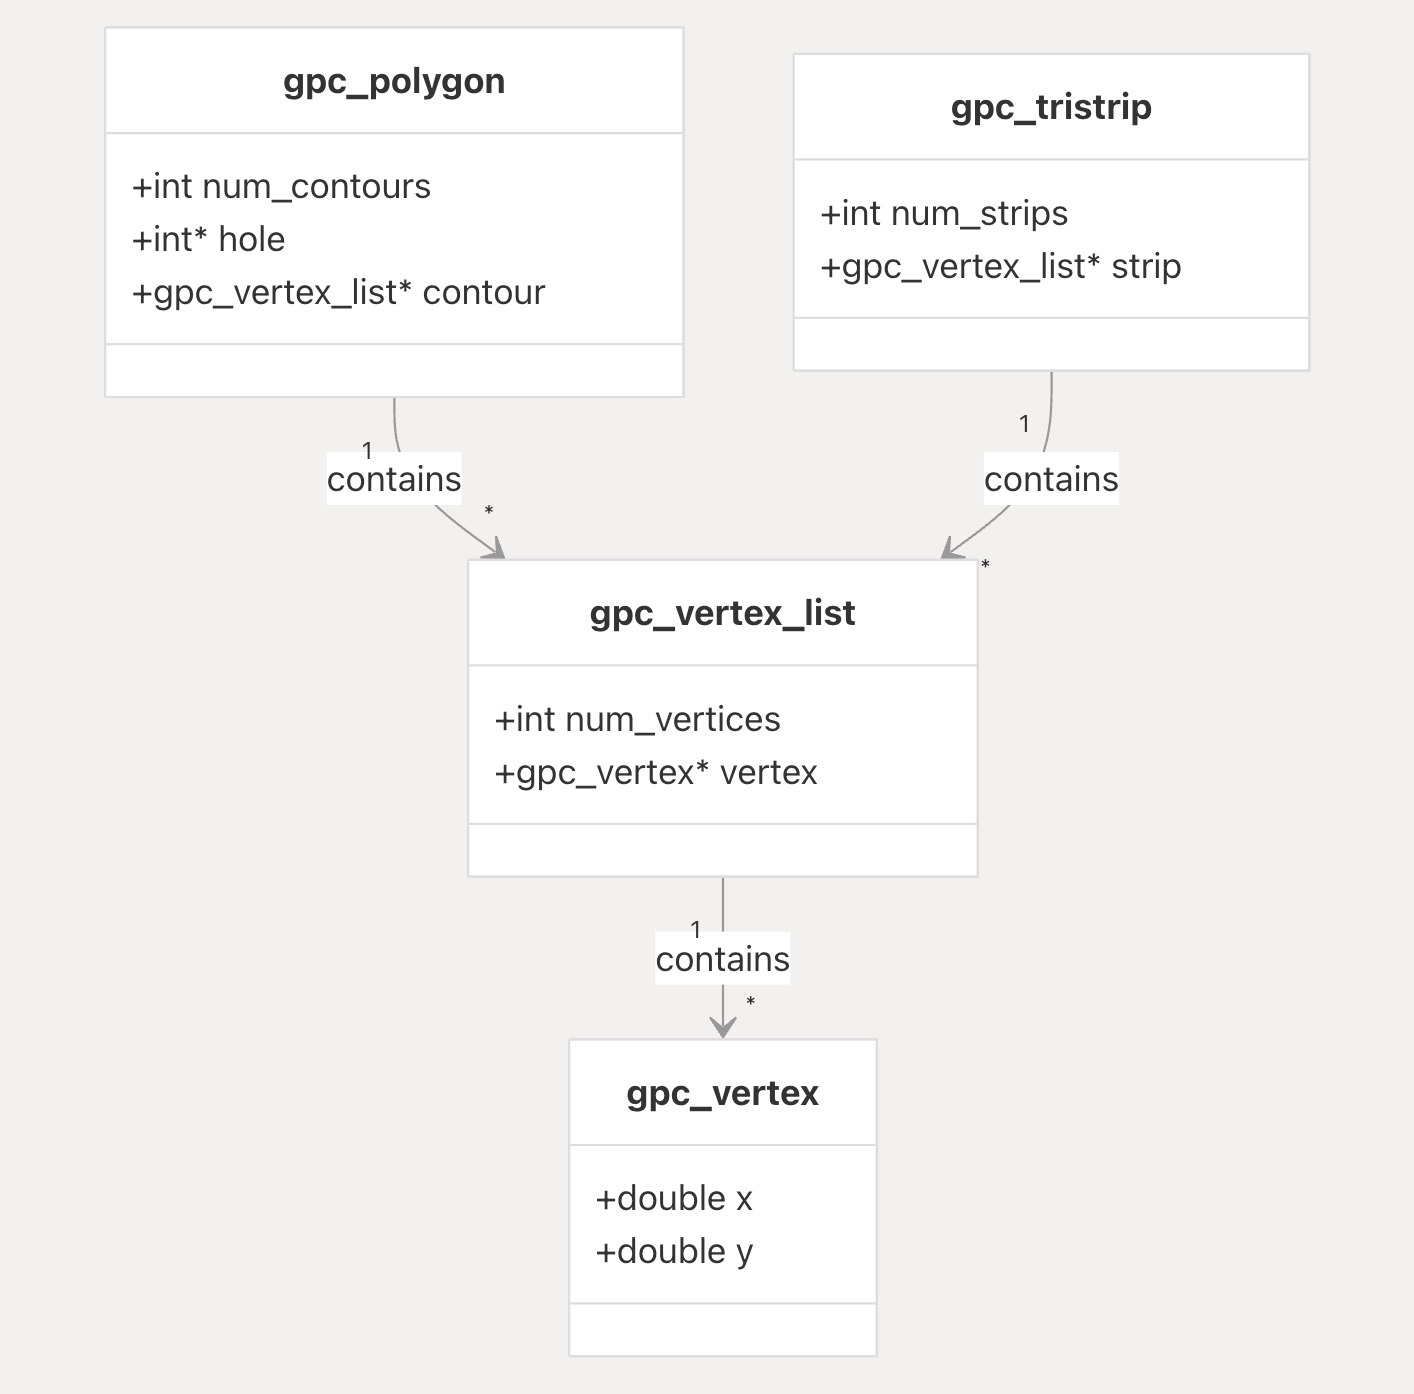 gpc_polygon
+int num_contours
+int* hole
+gpc_vertex_list* contour
gpc_tristrip
+int num_strips
+gpc_vertex_list* strip
1
contains
*
1
contains
*
gpc_vertex_list
+int num_vertices
+gpc_vertex* vertex
1
contains
*
gpc_vertex
+double x
+double y